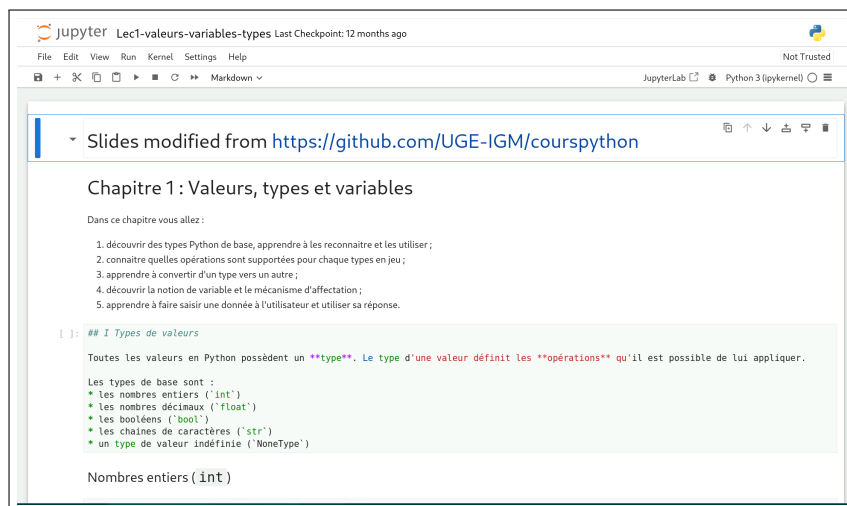 jupyter Lec1-valeurs-variables-types Last Checkpoint: 12 months ago
File Edit View Run Kernel Settings Help Not Trusted
Markdown JupyterLab Python 3 (ipykernel)
Slides modified from https://github.com/UGE-IGM/courspython
Chapitre 1 : Valeurs, types et variables
Dans ce chapitre vous allez :
1. découvrir des types Python de base, apprendre à les reconnaitre et les utiliser ;
2. connaitre quelles opérations sont supportées pour chaque types en jeu ;
3. apprendre à convertir d'un type vers un autre ;
4. découvrir la notion de variable et le mécanisme d'affectation ;
5. apprendre à faire saisir une donnée à l'utilisateur et utiliser sa réponse.
[ ]: ## I Types de valeurs
Toutes les valeurs en Python possèdent un **type**. Le type d'une valeur définit les **opérations** qu'il est possible de lui appliquer.
Les types de base sont :
* les nombres entiers (`int`)
* les nombres décimaux (`float`)
* les booléens (`bool`)
* les chaines de caractères (`str`)
* un type de valeur indéfinie (`NoneType`)
Nombres entiers ( int )